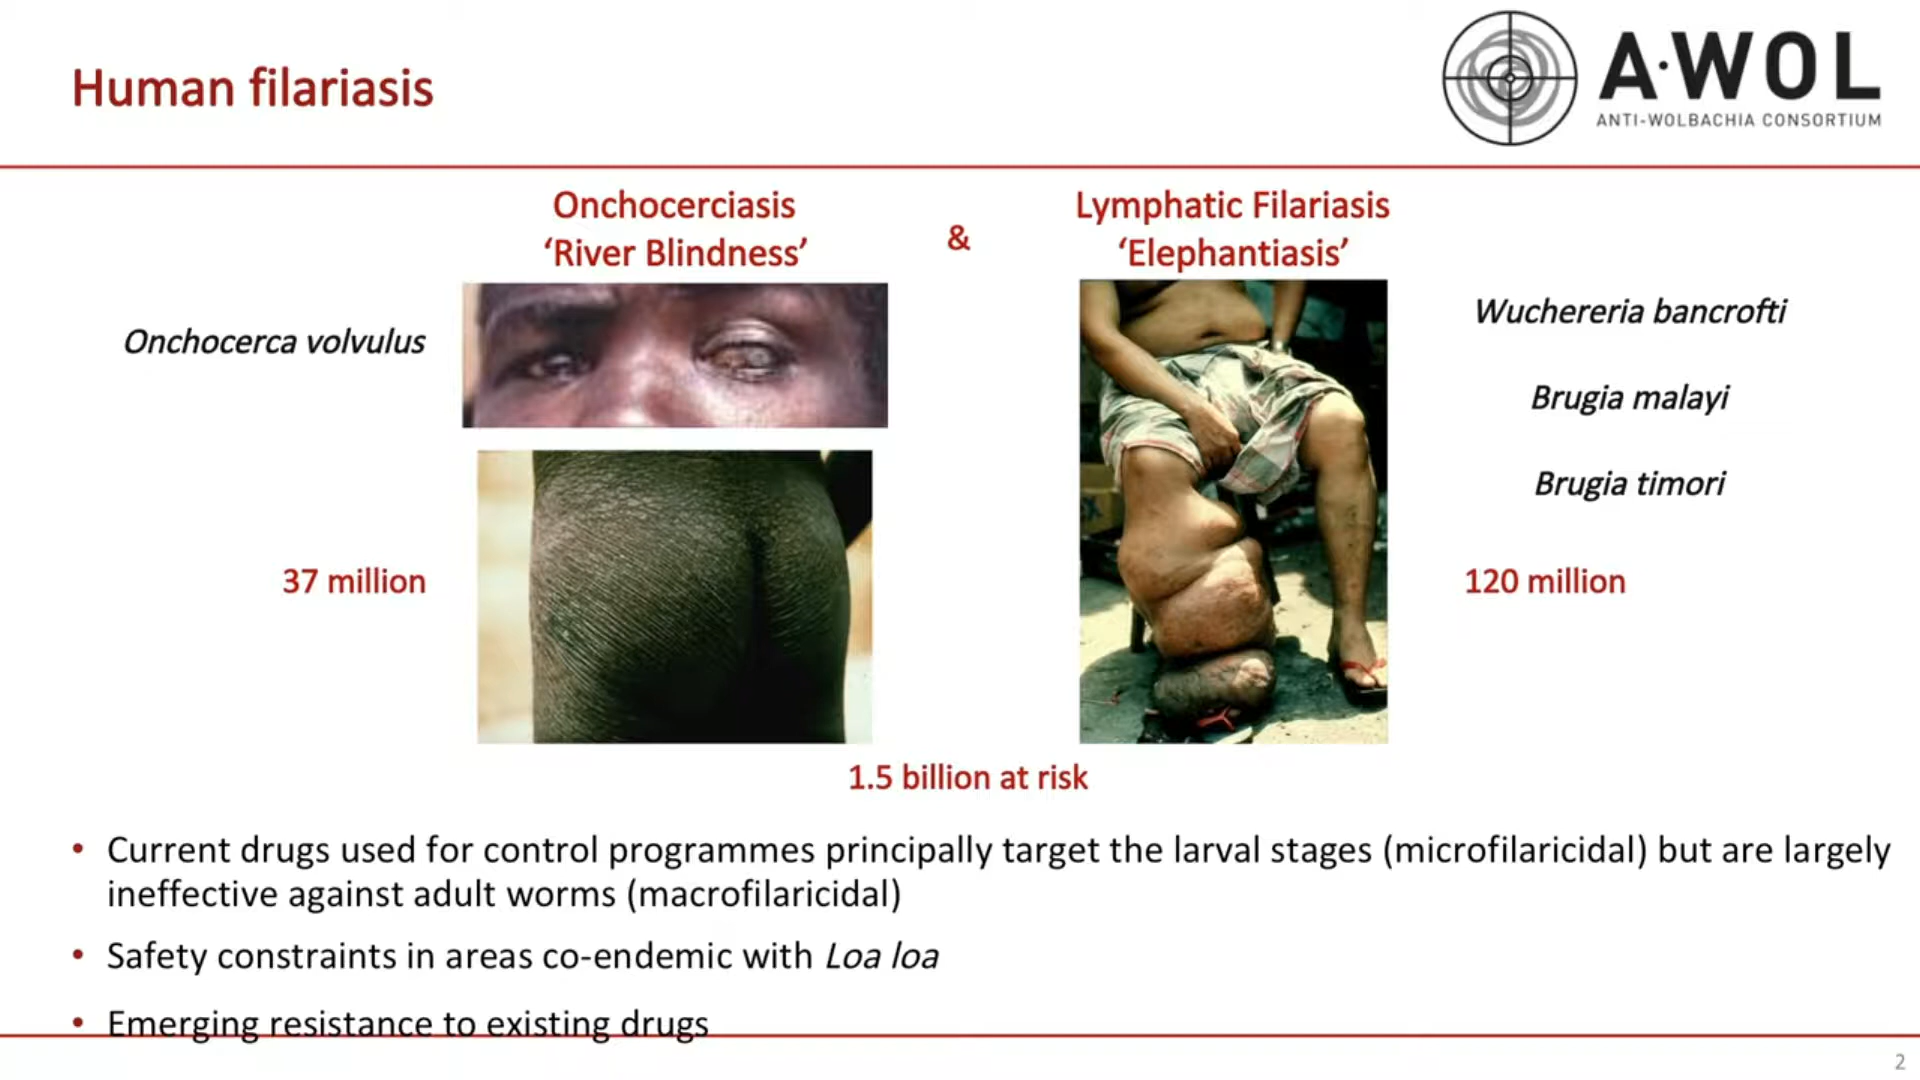 Human filariasis
A·WOL
ANTI-WOLBACHIA CONSORTIUM
Onchocerciasis
‘River Blindness’
&
Lymphatic Filariasis
‘Elephantiasis’
Onchocerca volvulus
Wuchereria bancrofti
Brugia malayi
Brugia timori
37 million
120 million
1.5 billion at risk
• Current drugs used for control programmes principally target the larval stages (microfilaricidal) but are largely
ineffective against adult worms (macrofilaricidal)
• Safety constraints in areas co-endemic with Loa loa
• Emerging resistance to existing drugs
2